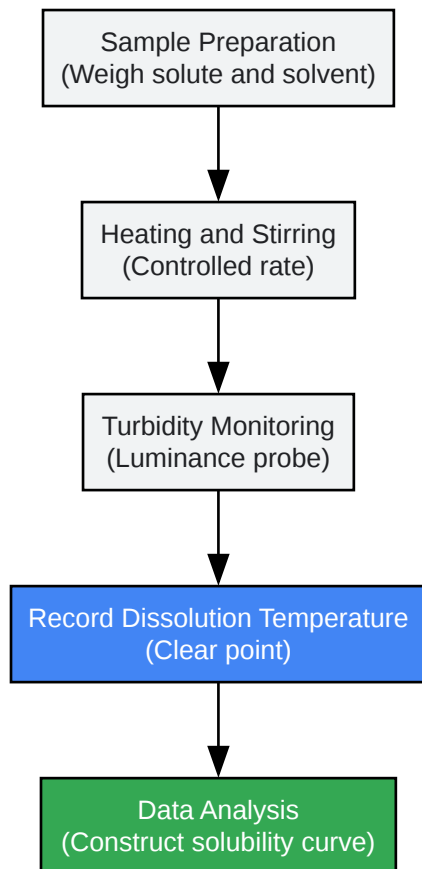 Sample Preparation
(Weigh solute and solvent)
Heating and Stirring
(Controlled rate)
Turbidity Monitoring
(Luminance probe)
Record Dissolution Temperature
(Clear point)
Data Analysis
(Construct solubility curve)